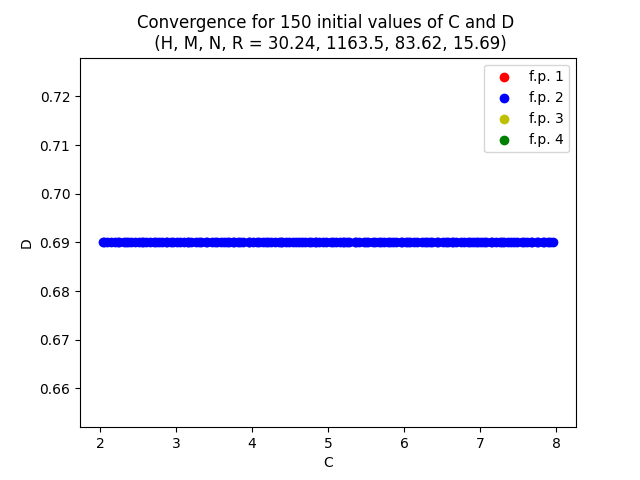 Convergence for 150 initial values of C and D
(H, M, N, R = 30.24, 1163.5, 83.62, 15.69)
f.p. 1
f.p. 2
f.p. 3
f.p. 4
0.72
0.71
0.70
0.69
0.68
0.67
0.66
D
2 3 4 5 6 7 8
C